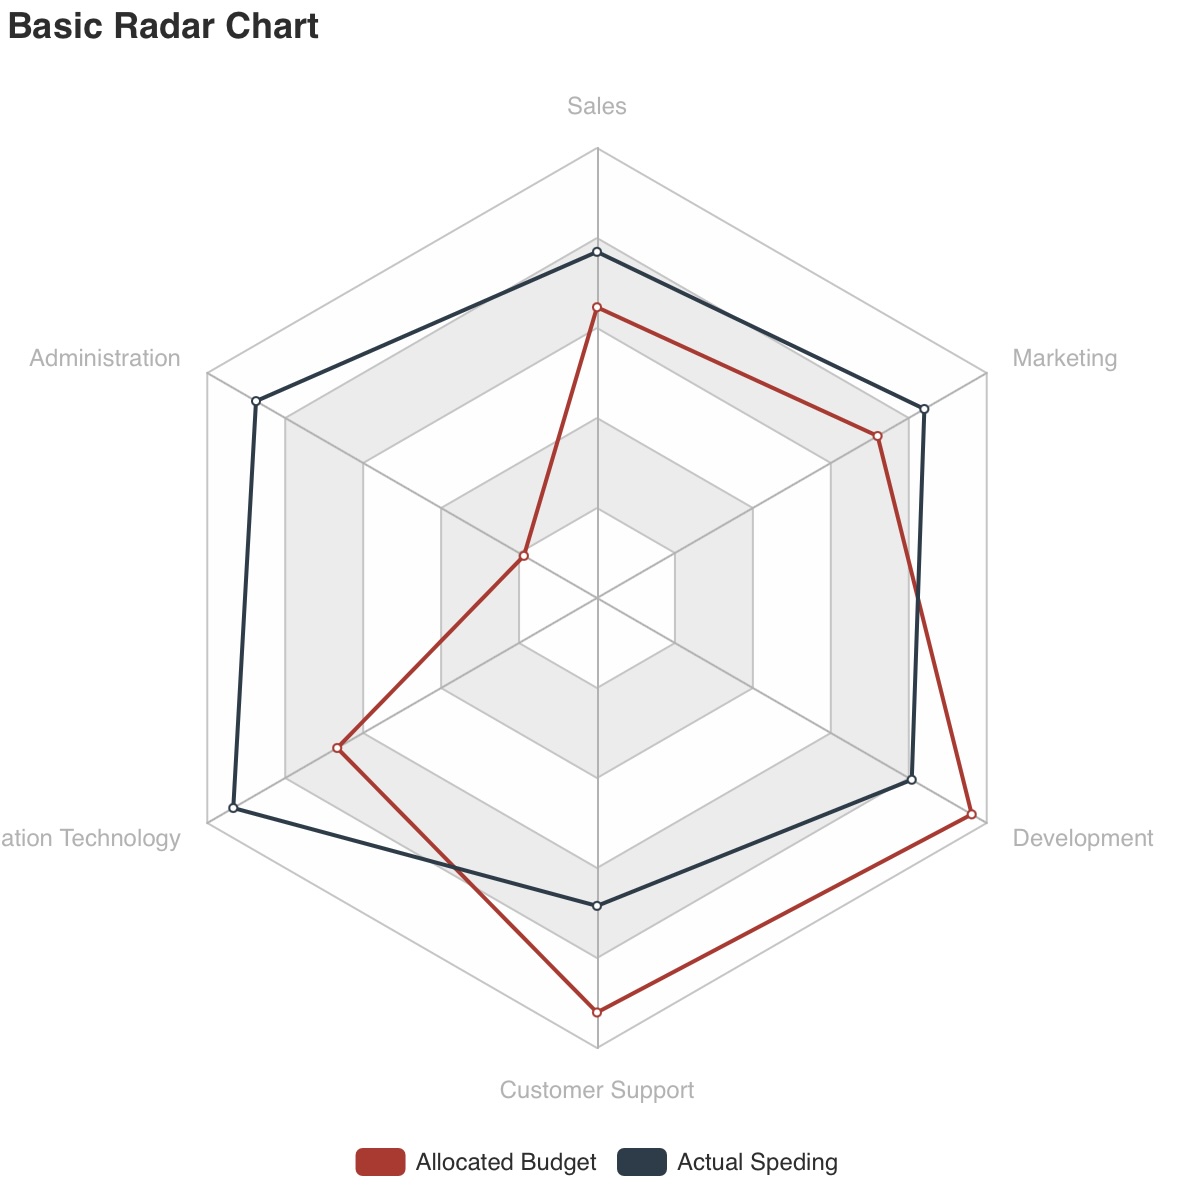 Basic Radar Chart
Sales
Administration
Marketing
ation Technology
Development
Customer Support
Allocated Budget
Actual Speding